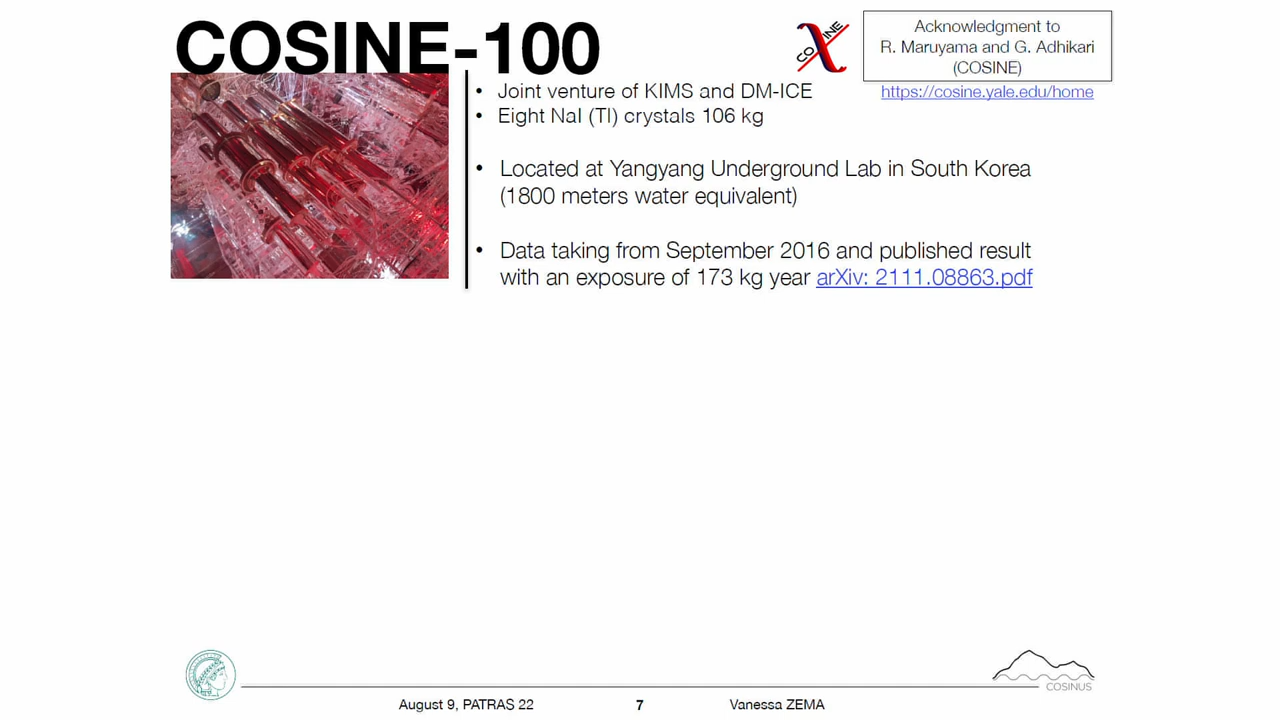 COSINE-100
COSINE
Acknowledgment to
R. Maruyama and G. Adhikari
(COSINE)
https://cosine.yale.edu/home
• Joint venture of KIMS and DM-ICE
• Eight NaI (Tl) crystals 106 kg
• Located at Yangyang Underground Lab in South Korea
(1800 meters water equivalent)
• Data taking from September 2016 and published result
with an exposure of 173 kg year arXiv: 2111.08863.pdf
COSINUS
August 9, PATRAS 22
7
Vanessa ZEMA